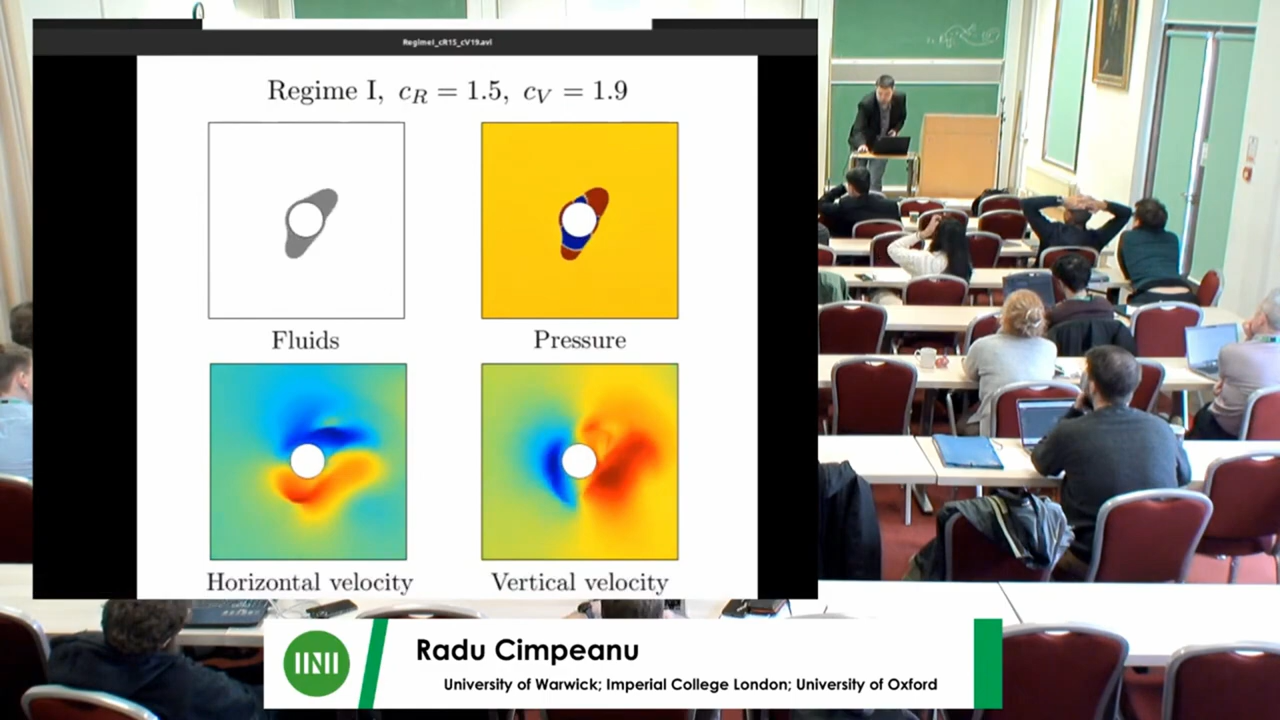 RegimeI_cR15_cV19.avi
Regime I, c_R = 1.5, c_V = 1.9
Fluids
Pressure
Horizontal velocity
Vertical velocity
Radu Cimpeanu
University of Warwick; Imperial College London; University of Oxford